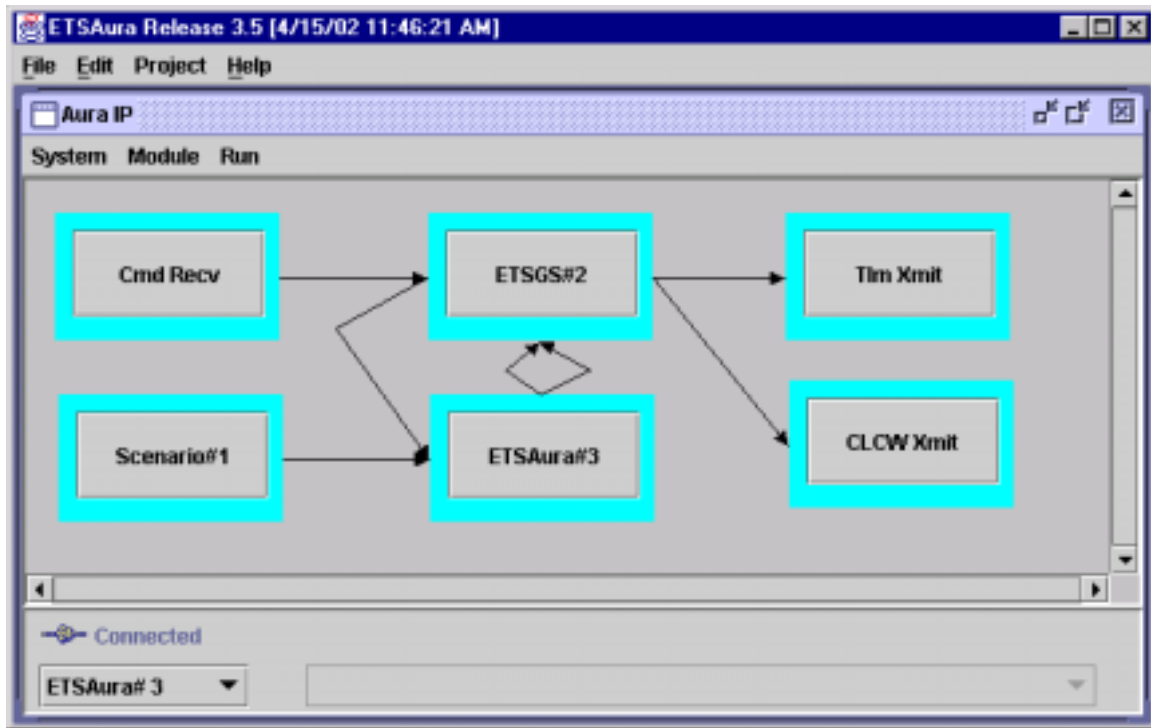 ETSAura Release 3.5 [4/15/02 11:46:21 AM]
File Edit Project Help
Aura IP
System Module Run
Cmd Recv
ETSGS#2
Tlm Xmit
Scenario#1
ETSAura#3
CLCW Xmit
Connected
ETSAura# 3